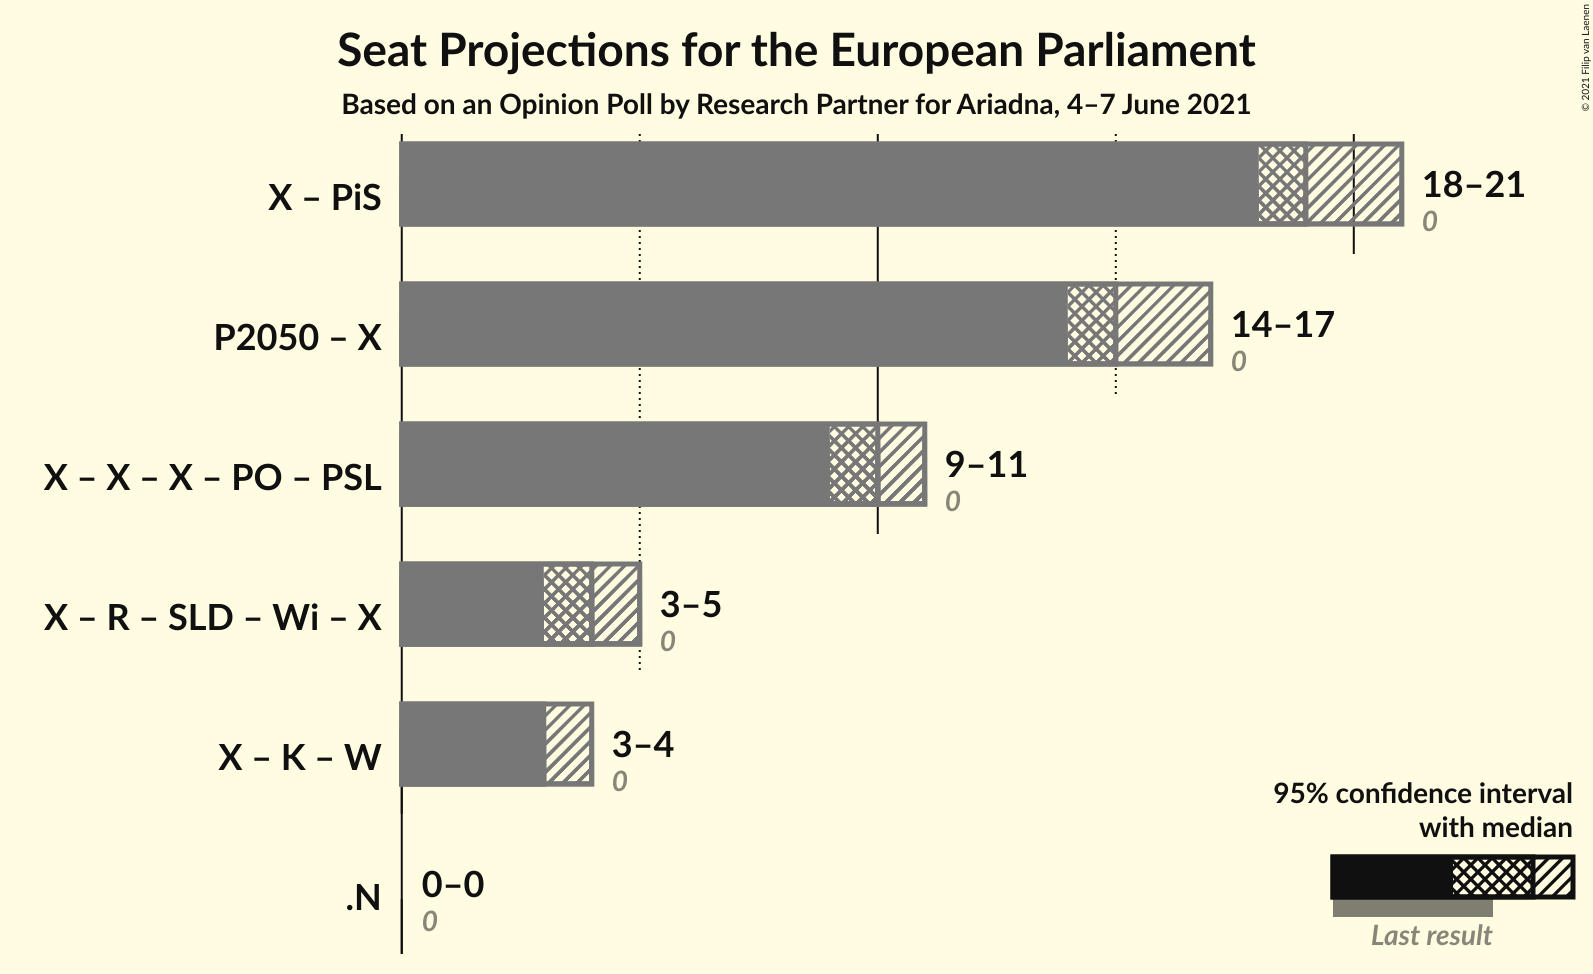 Seat Projections for the European Parliament
Based on an Opinion Poll by Research Partner for Ariadna, 4–7 June 2021
© 2021 Filip van Laenen
X – PiS
18–21
0
P2050 – X
14–17
0
X – X – X – PO – PSL
9–11
0
X – R – SLD – Wi – X
3–5
0
X – K – W
3–4
0
.N
0–0
0
95% confidence interval
with median
Last result